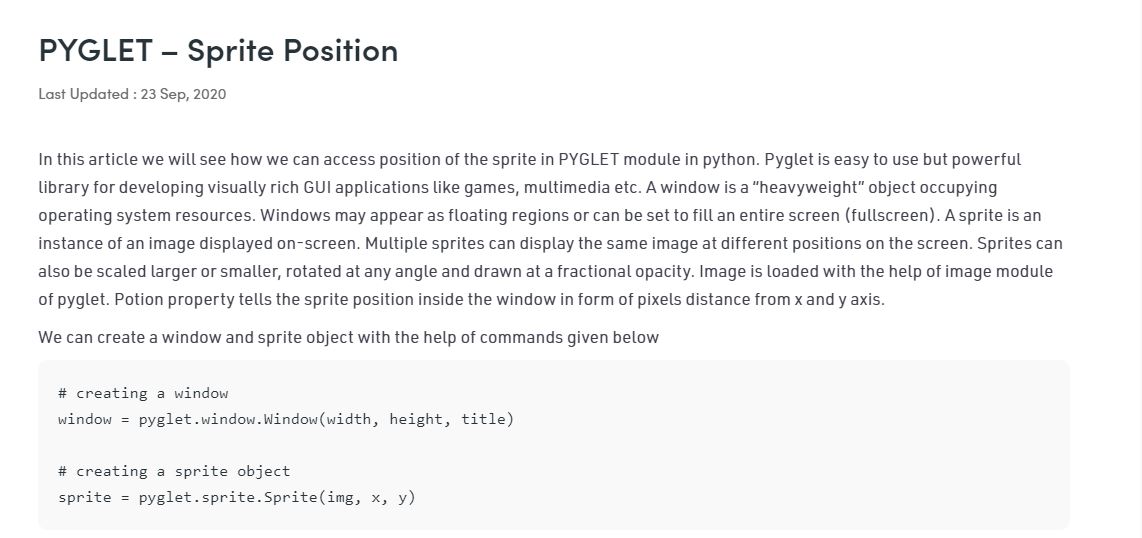 PYGLET – Sprite Position
Last Updated : 23 Sep, 2020
In this article we will see how we can access position of the sprite in PYGLET module in python. Pyglet is easy to use but powerful
library for developing visually rich GUI applications like games, multimedia etc. A window is a “heavyweight” object occupying
operating system resources. Windows may appear as floating regions or can be set to fill an entire screen (fullscreen). A sprite is an
instance of an image displayed on-screen. Multiple sprites can display the same image at different positions on the screen. Sprites can
also be scaled larger or smaller, rotated at any angle and drawn at a fractional opacity. Image is loaded with the help of image module
of pyglet. Potion property tells the sprite position inside the window in form of pixels distance from x and y axis.
We can create a window and sprite object with the help of commands given below
# creating a window
window = pyglet.window.Window(width, height, title)
# creating a sprite object
sprite = pyglet.sprite.Sprite(img, x, y)